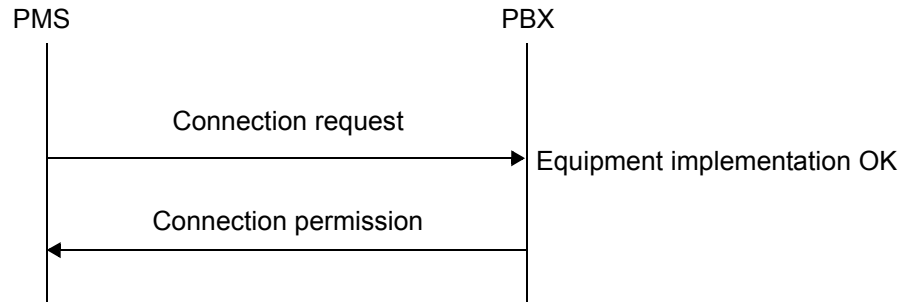 PMS
PBX
Connection request
Equipment implementation OK
Connection permission